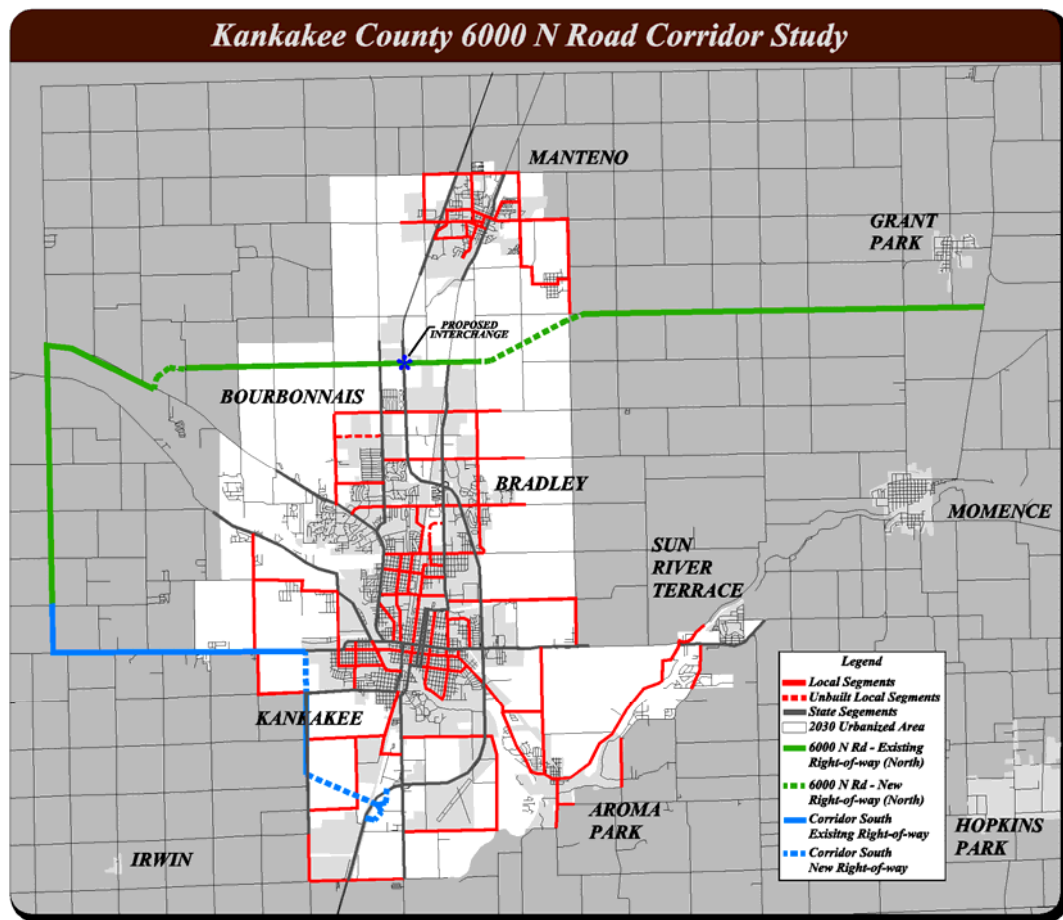 Kankakee County 6000 N Road Corridor Study
MANTENO
GRANT
PARK
PROPOSED
INTERCHANGE
BOURBONNAIS
BRADLEY
MOMENCE
SUN
RIVER
TERRACE
KANKAKEE
AROMA
PARK
HOPKINS
PARK
IRWIN
Legend
Local Segments
Unbuilt Local Segments
State Segements
2030 Urbanized Area
6000 N Rd - Existing
Right-of-way (North)
6000 N Rd - New
Right-of-way (North)
Corridor South
Exisitng Right-of-way
Corridor South
New Right-of-way